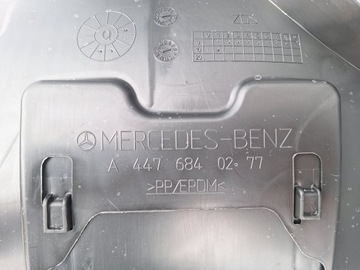 MERCEDES-BENZ
A 447 684 02 77
>PP/EPDM<